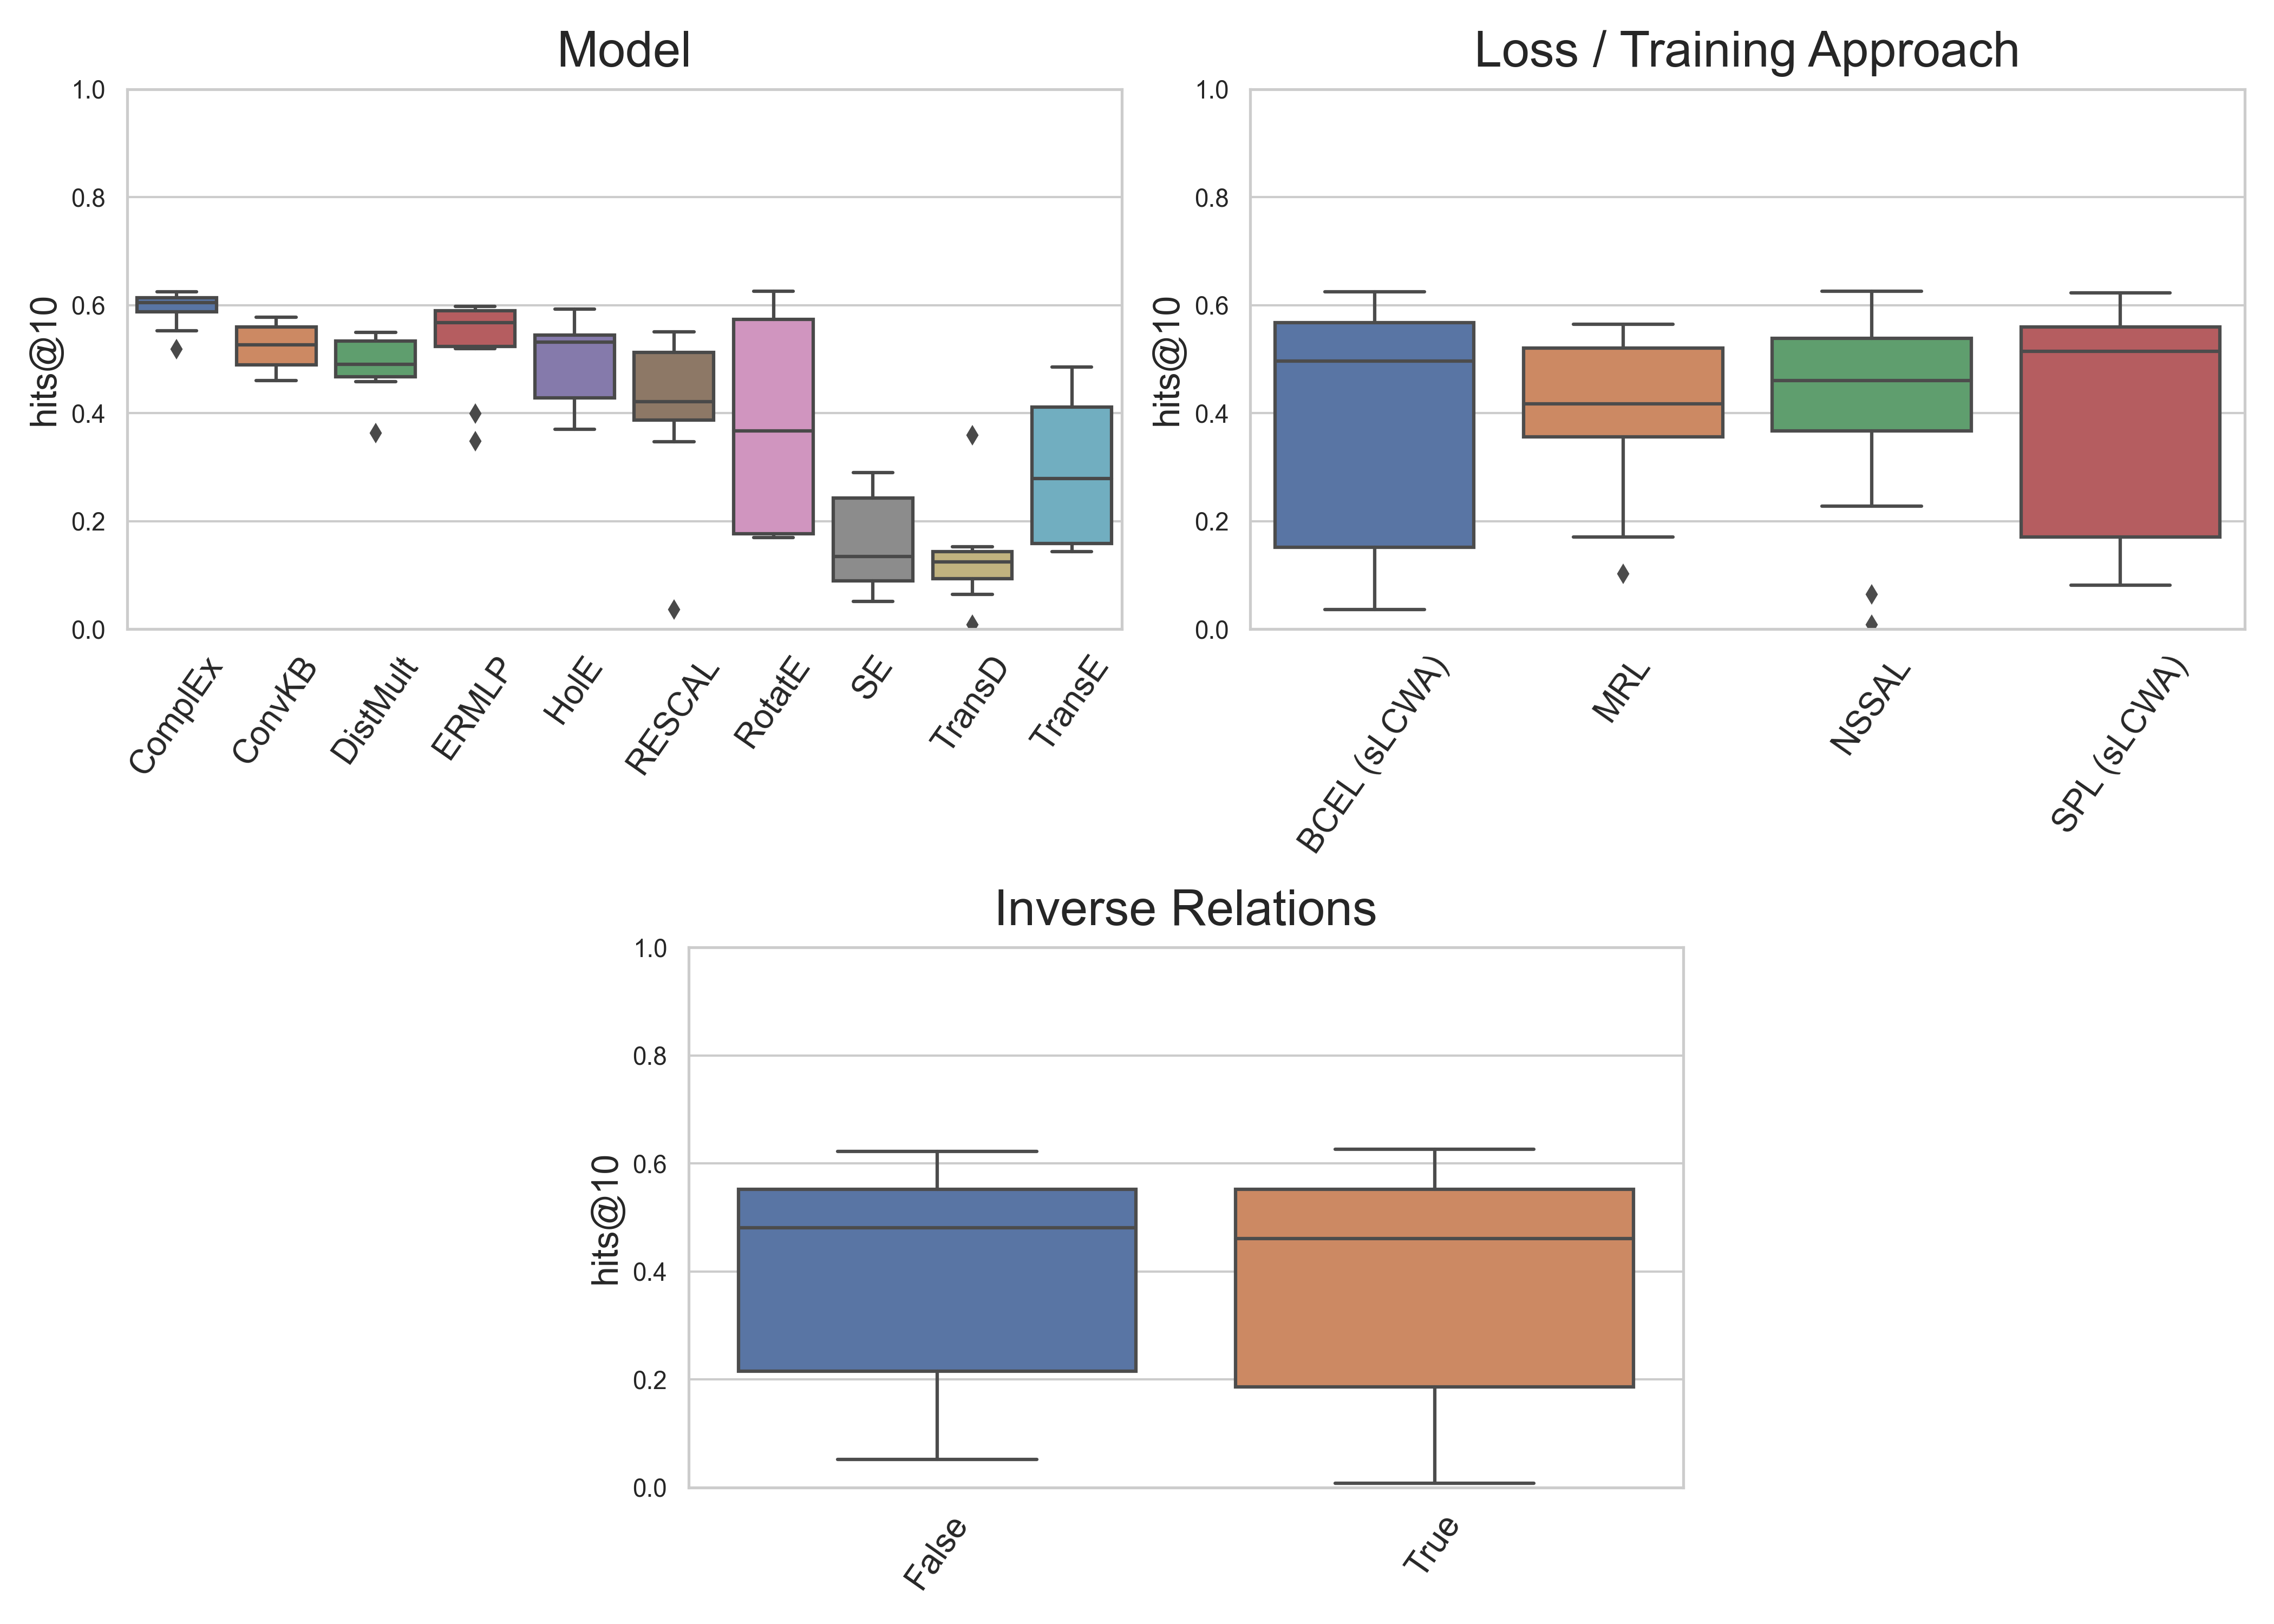 Model
1.0
0.8
0.6
0.4
0.2
0.0
hits@10
ComplEx
ConvKB
DistMult
ERMLP
HolE
RESCAL
RotatE
SE
TransD
TransE
Loss / Training Approach
1.0
0.8
0.6
0.4
0.2
0.0
hits@10
BCEL (sLCWA)
MRL
NSSAL
SPL (sLCWA)
Inverse Relations
1.0
0.8
0.6
0.4
0.2
0.0
hits@10
False
True